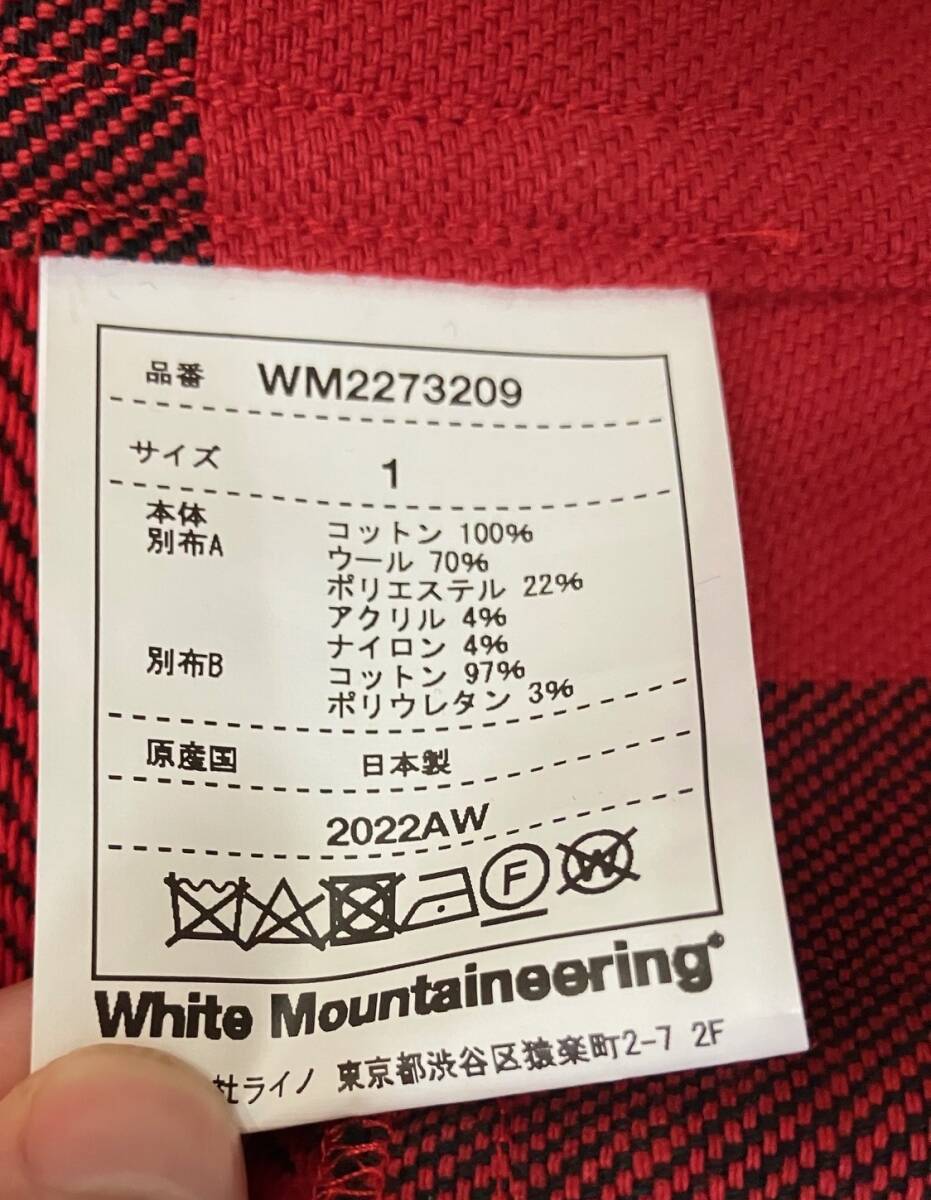 品番 WM2273209
サイズ 1
本体 コットン 100%
別布A ウール 70%
ポリエステル 22%
アクリル 4%
ナイロン 4%
別布B コットン 97%
ポリウレタン 3%
原産国 日本製
2022AW
F W
White Mountaineering®
社ライノ 東京都渋谷区猿楽町2-7 2F